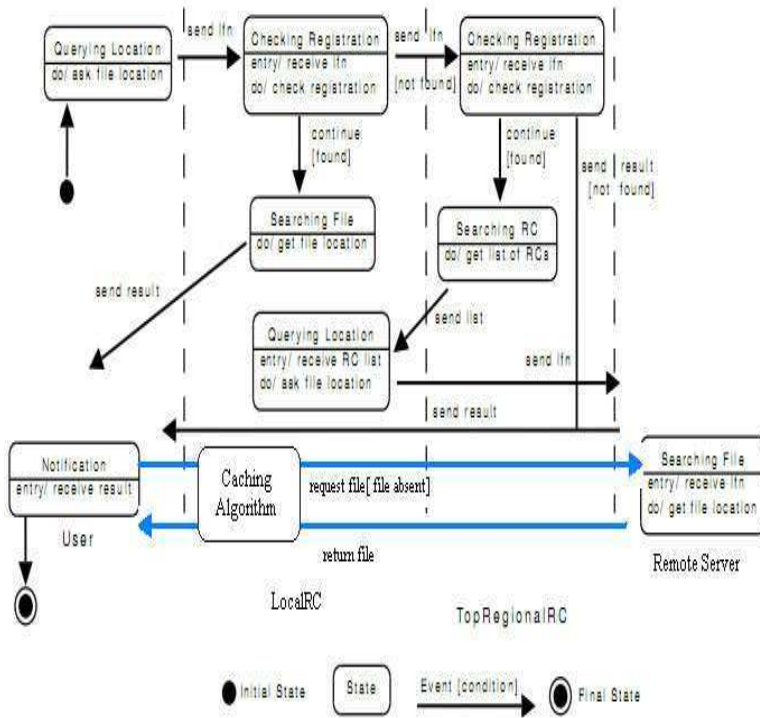 Querying Location
do/ ask file location
send lfn
Checking Registration
entry/ receive lfn
do/ check registration
send lfn
[not found]
Checking Registration
entry/ receive lfn
do/ check registration
continue
[found]
continue
[found]
send result
[not found]
Searching File
do/ get file location
Searching RC
do/ get list of RCs
send result
send list
Querying Location
entry/ receive RC list
do/ ask file location
send lfn
send result
Notification
entry/ receive result
Caching
Algorithm
request file[ file absent]
Searching File
entry/ receive lfn
do/ get file location
User
return file
Remote Server
LocalRC
TopRegionalRC
Initial State
State
Event [condition]
Final State